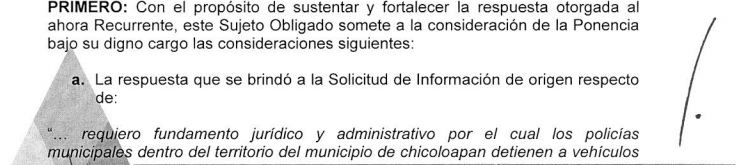 PRIMERO: Con el propósito de sustentar y fortalecer la respuesta otorgada al
ahora Recurrente, este Sujeto Obligado somete a la consideración de la Ponencia
bajo su digno cargo las consideraciones siguientes:
a. La respuesta que se brindó a la Solicitud de Información de origen respecto
de:
"... requiero fundamento jurídico y administrativo por el cual los policías
municipales dentro del territorio del municipio de chicoloapan detienen a vehículos